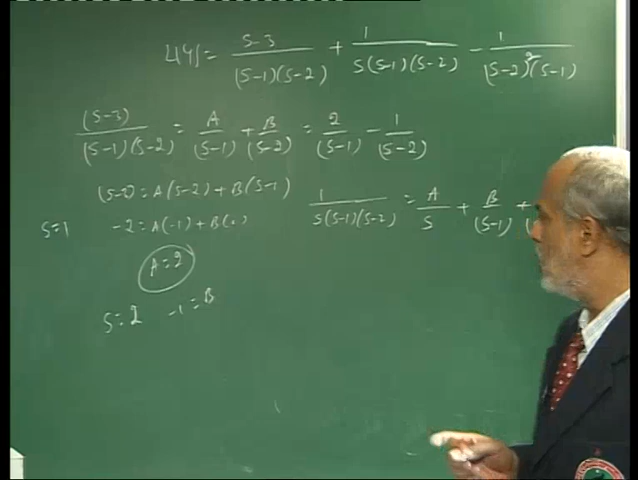 L{y}= (s-3)/((s-1)(s-2)) + 1/(s(s-1)(s-2)) - 1/((s-2)²(s-1))
(s-3)/((s-1)(s-2)) = A/(s-1) + B/(s-2) = 2/(s-1) - 1/(s-2)
(s-3) = A(s-2) + B(s-1)
1/(s(s-1)(s-2)) = A/s + B/(s-1) +
s=1 -2 = A(-1) + B(0)
A=2
s=2 -1 = B